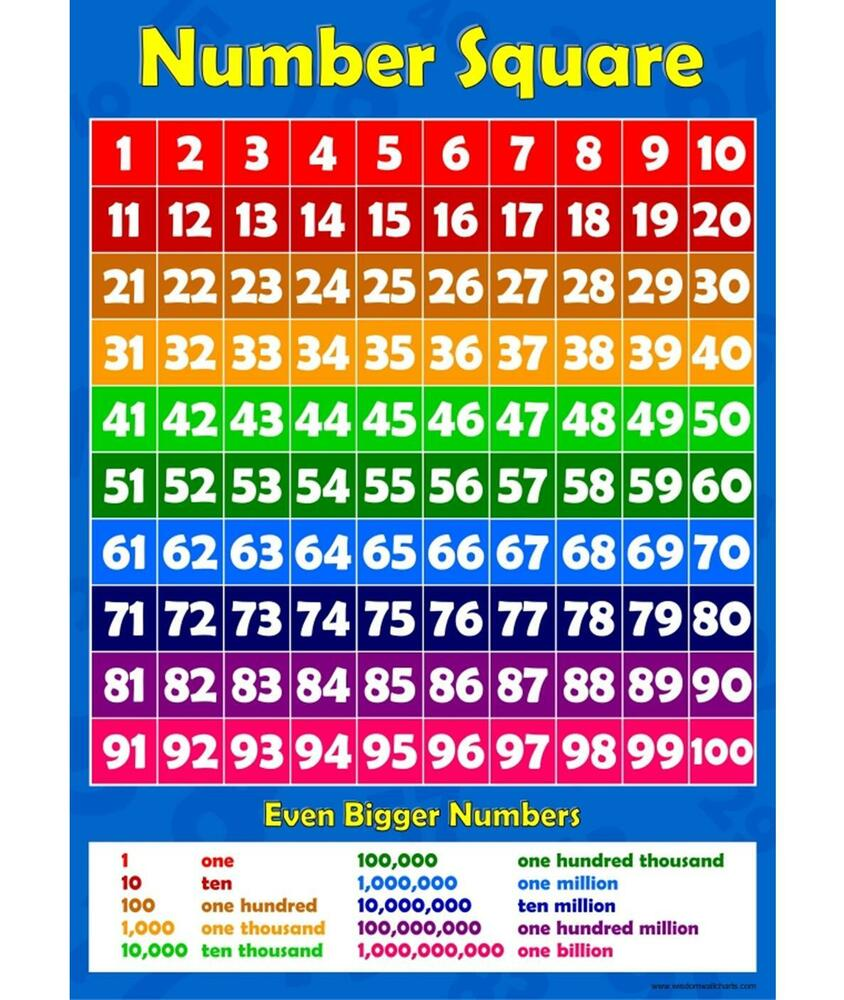 Number Square
1 2 3 4 5 6 7 8 9 10
11 12 13 14 15 16 17 18 19 20
21 22 23 24 25 26 27 28 29 30
31 32 33 34 35 36 37 38 39 40
41 42 43 44 45 46 47 48 49 50
51 52 53 54 55 56 57 58 59 60
61 62 63 64 65 66 67 68 69 70
71 72 73 74 75 76 77 78 79 80
81 82 83 84 85 86 87 88 89 90
91 92 93 94 95 96 97 98 99 100
Even Bigger Numbers
1 one 100,000 one hundred thousand
10 ten 1,000,000 one million
100 one hundred 10,000,000 ten million
1,000 one thousand 100,000,000 one hundred million
10,000 ten thousand 1,000,000,000 one billion
www.wisdomwallcharts.com